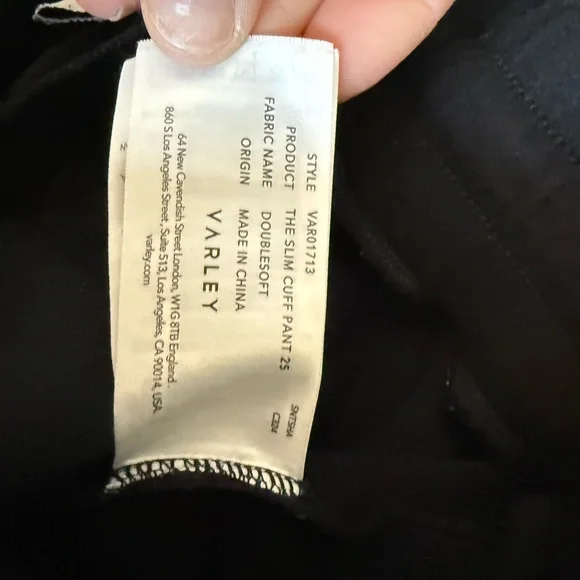 STYLE VAR01713
PRODUCT THE SLIM CUFF PANT 25
FABRIC NAME DOUBLESOFT
ORIGIN MADE IN CHINA
VARLEY
64 New Cavendish Street London, W1G 8TB England.
860 S Los Angeles Street, Suite 513, Los Angeles, CA 90014, USA.
varley.com
SNTSHA